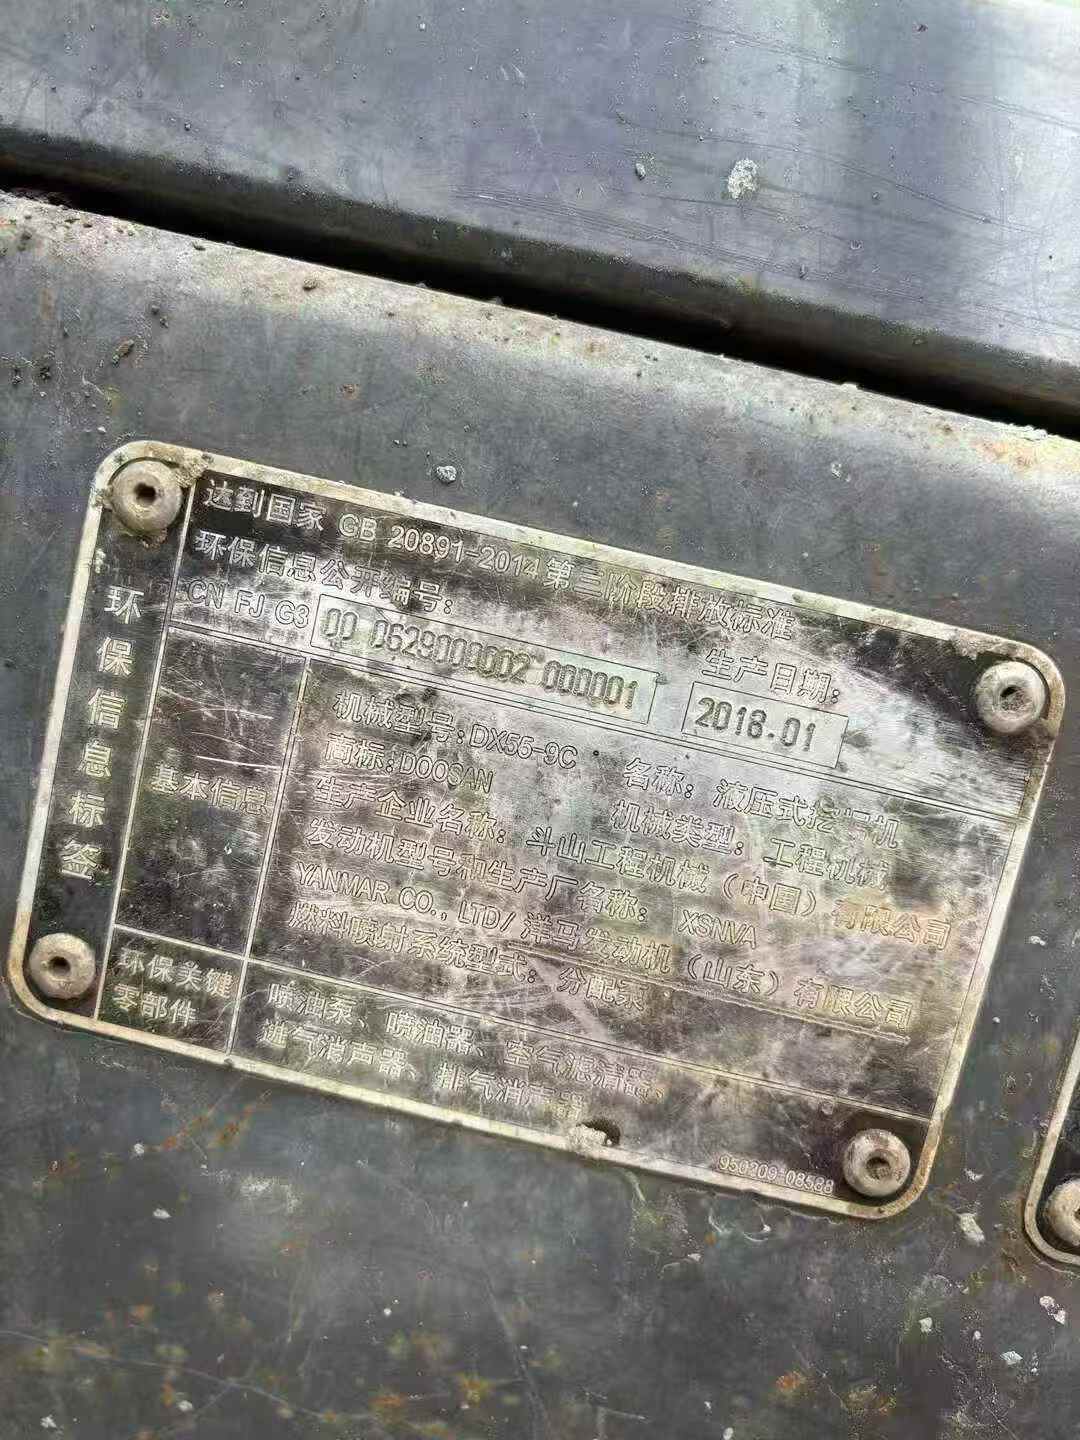 达到国家 GB 20891-2014 第三阶段排放标准
环保信息公开编号:
生产日期:
CN FJ G3 00 0629000002 000001
2018.01
环保信息标签
基本信息
机械型号:DX55-9C 名称: 液压式挖掘机
商标:DOOSAN 机械类型: 工程机械
生产企业名称: 斗山工程机械 (中国) 有限公司
发动机型号和生产厂名称: XSNVA
YANMAR CO., LTD/ 洋马发动机 (山东) 有限公司
燃料喷射系统型式: 分配泵
环保关键
零部件
喷油泵、喷油器、空气滤清器、
进气消声器、排气消声器
950209-08588